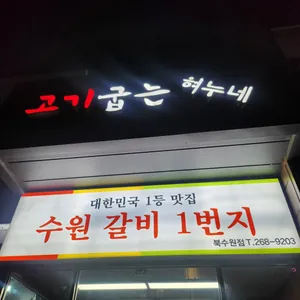 고기굽는 혀누네
대한민국 1등 맛집
수원 갈비 1번지
북수원점 T.268-9203